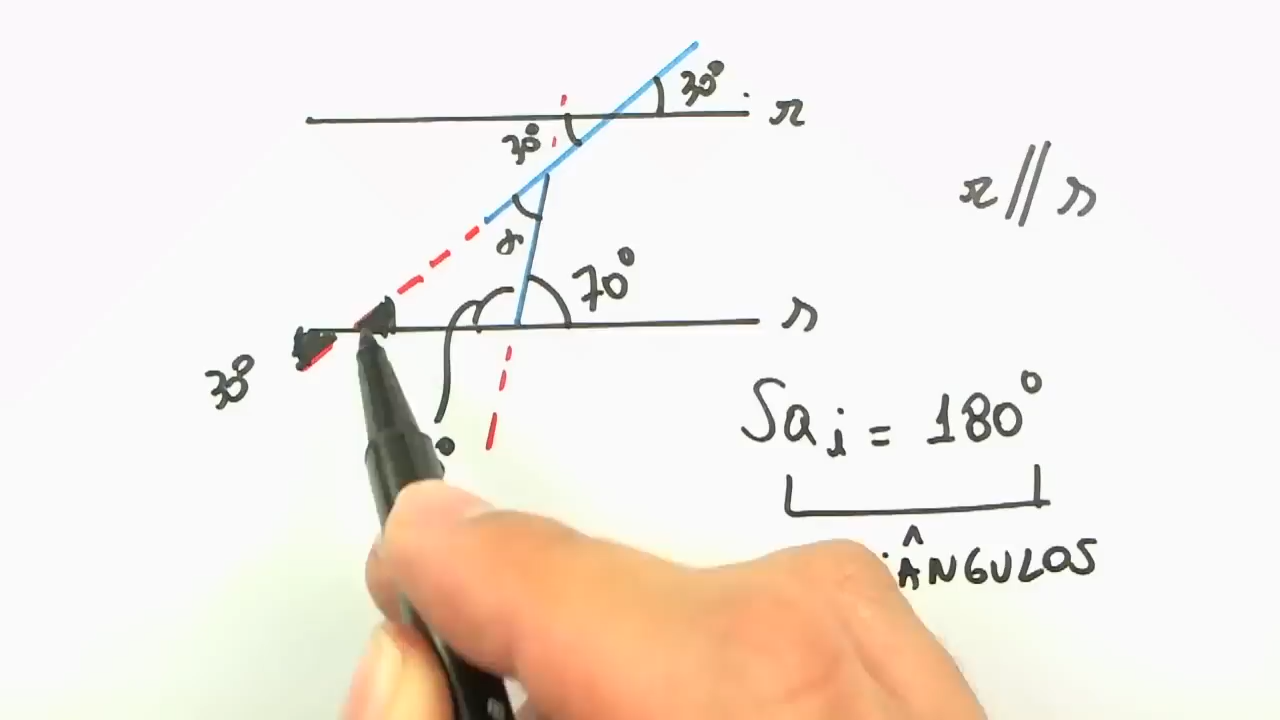 30°
r
30°
r // s
α
70°
s
30°
Sai = 180°
ÂNGULOS